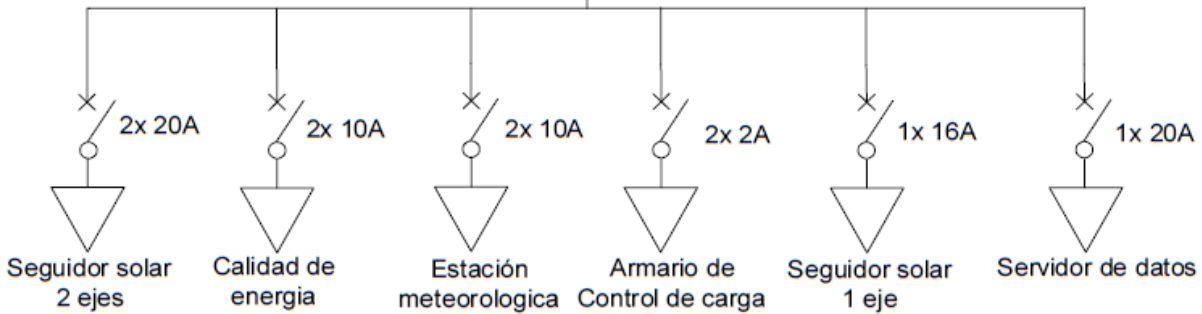 2x 20A
2x 10A
2x 10A
2x 2A
1x 16A
1x 20A
Seguidor solar
2 ejes
Calidad de
energia
Estación
meteorologica
Armario de
Control de carga
Seguidor solar
1 eje
Servidor de datos